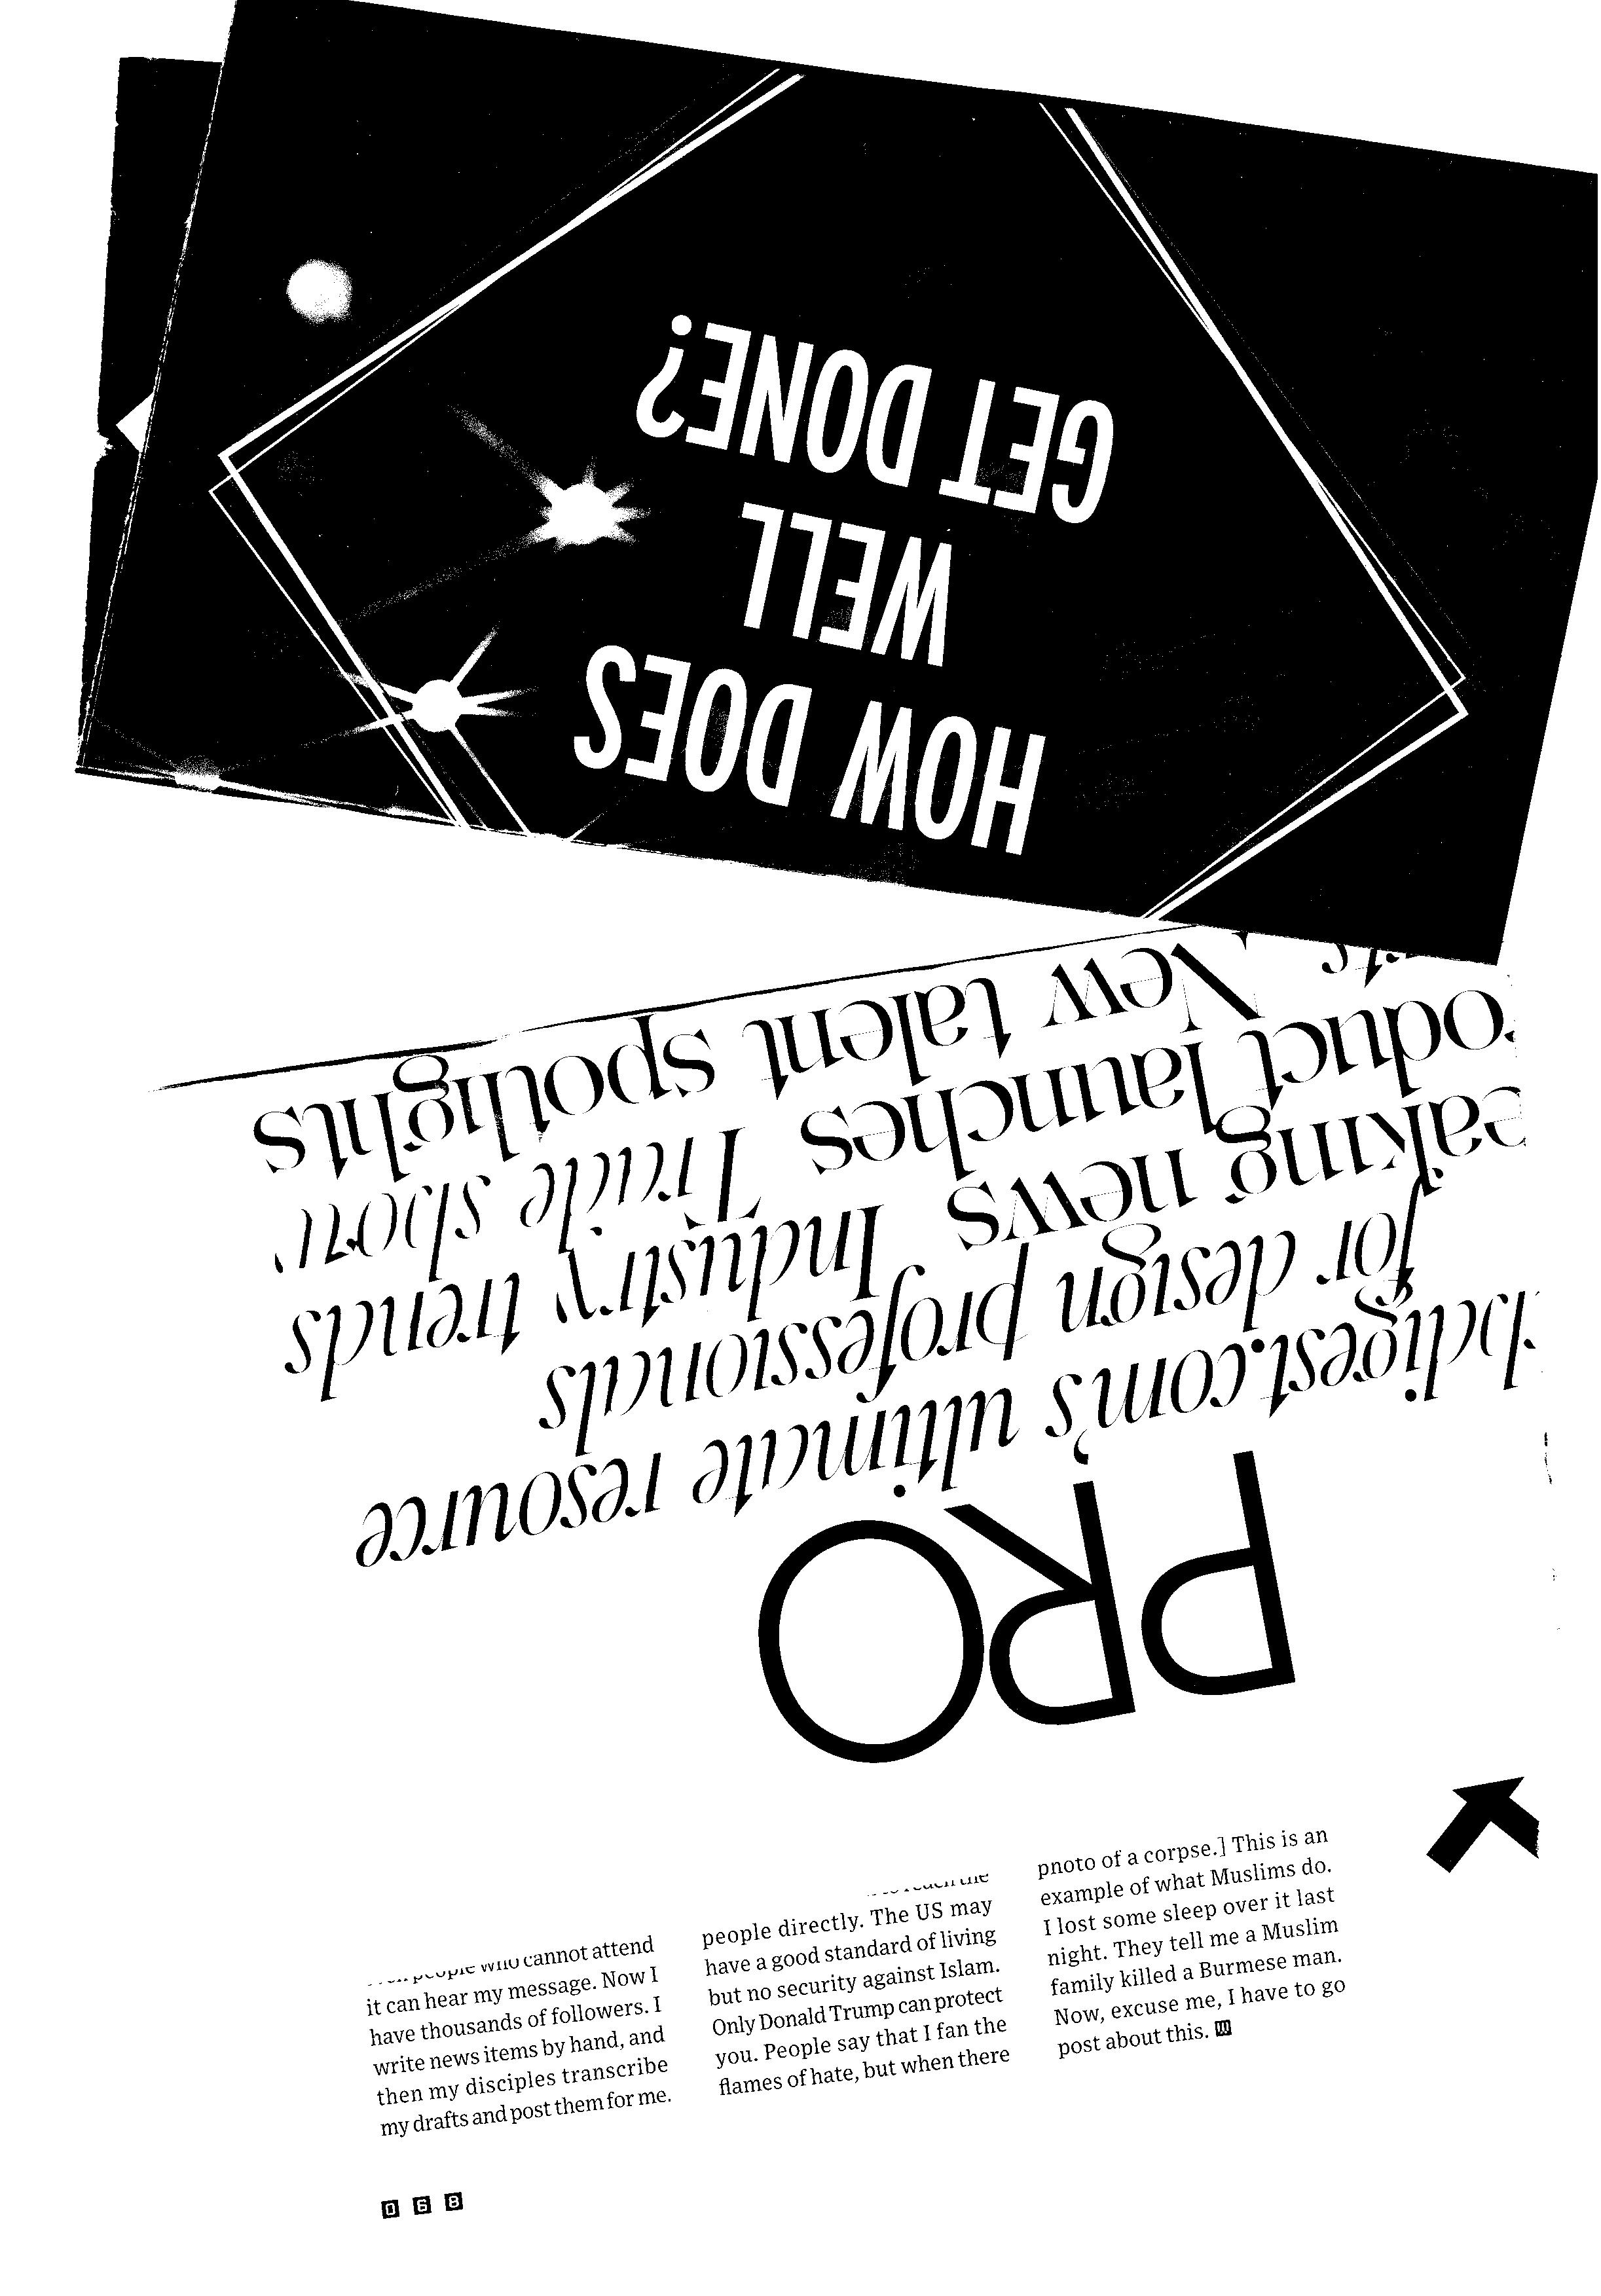 HOW DOES
WELL
GET DONE?
PRO
ultimate resource
for design professionals
news Industry trends
launches Trade
New talent spotlights
people who cannot attend
it can hear my message. Now I
have thousands of followers. I
write news items by hand, and
then my disciples transcribe
my drafts and post them for me.
people directly. The US may
have a good standard of living
but no security against Islam.
Only Donald Trump can protect
you. People say that I fan the
flames of hate, but when there
photo of a corpse.] This is an
example of what Muslims do.
I lost some sleep over it last
night. They tell me a Muslim
family killed a Burmese man.
Now, excuse me, I have to go
post about this.
068